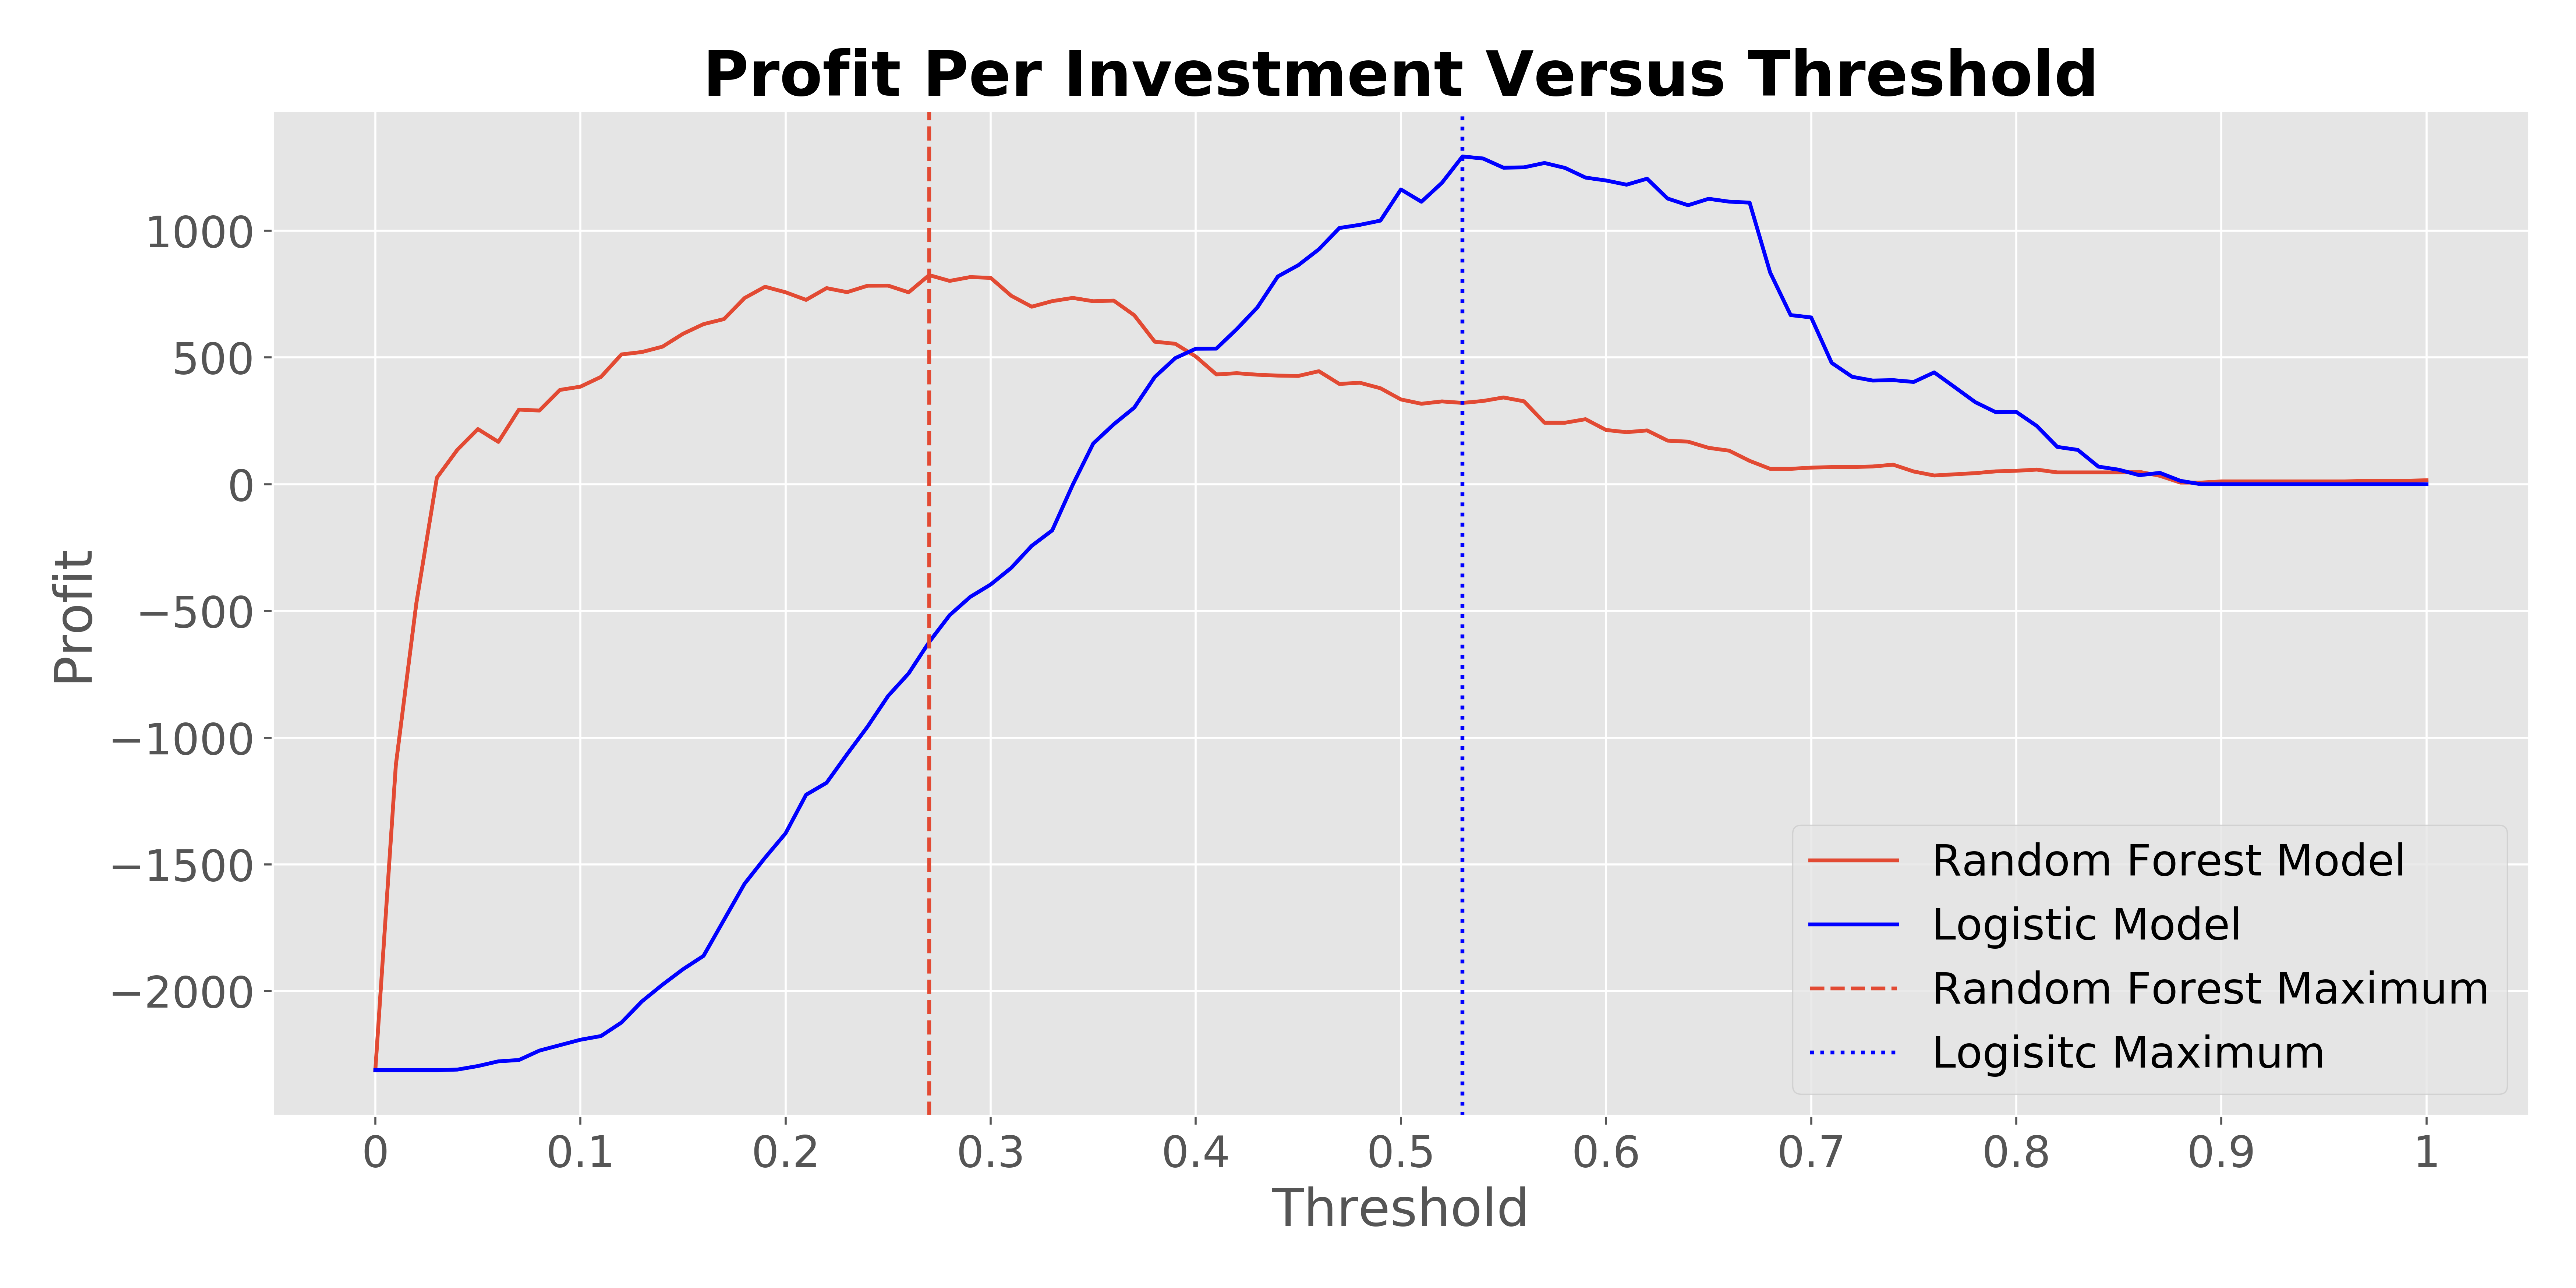 Profit Per Investment Versus Threshold
1000
500
0
−500
−1000
−1500
−2000
Profit
Random Forest Model
Logistic Model
Random Forest Maximum
Logisitc Maximum
0 0.1 0.2 0.3 0.4 0.5 0.6 0.7 0.8 0.9 1
Threshold